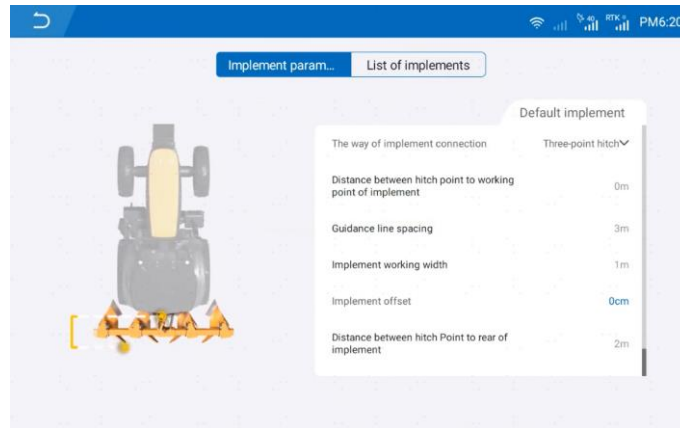 40 RTK PM6:20
Implement param... List of implements
Default implement
The way of implement connection Three-point hitch
Distance between hitch point to working
point of implement
0m
Guidance line spacing 3m
Implement working width 1m
Implement offset 0cm
Distance between hitch Point to rear of
implement
2m